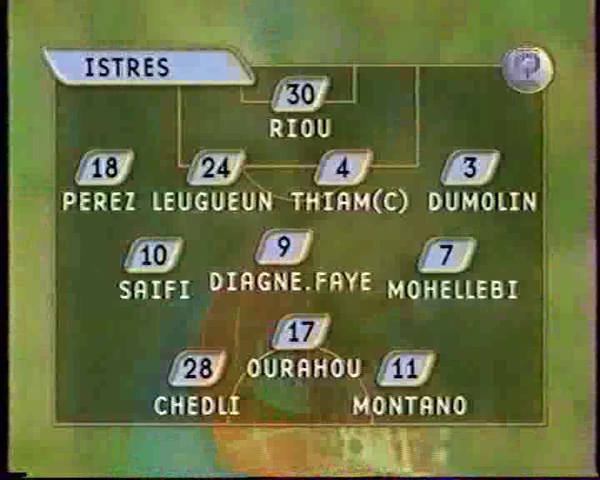 ISTRES
30
RIOU
18 24 4 3
PEREZ LEUGUEUN THIAM(C) DUMOLIN
10 9 7
SAIFI DIAGNE.FAYE MOHELLEBI
17
OURAHOU
28 11
CHEDLI MONTANO